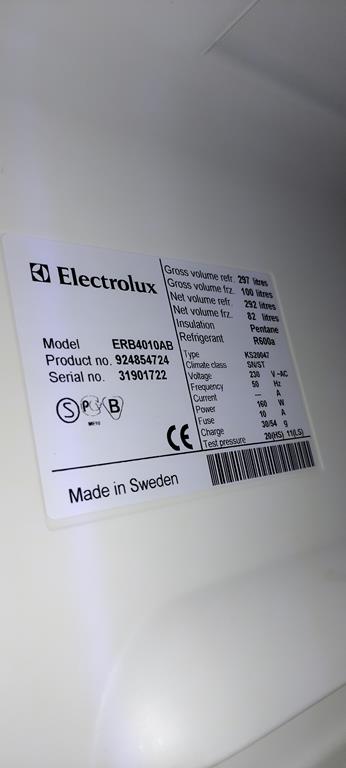 Electrolux
Model ERB4010AB
Product no. 924854724
Serial no. 31901722
S B
MF10
CE
Gross volume refr. 297 litres
Gross volume frz. 100 litres
Net volume refr. 292 litres
Net volume frz. 82 litres
Insulation Pentane
Refrigerant R600a
Type KS20047
Climate class SN/ST
Voltage 230 V~AC
Frequency 50 Hz
Current — A
Power 160 W
Fuse 10 A
Charge 30/54 g
Test pressure 20(HS) 11(LS)
Made in Sweden